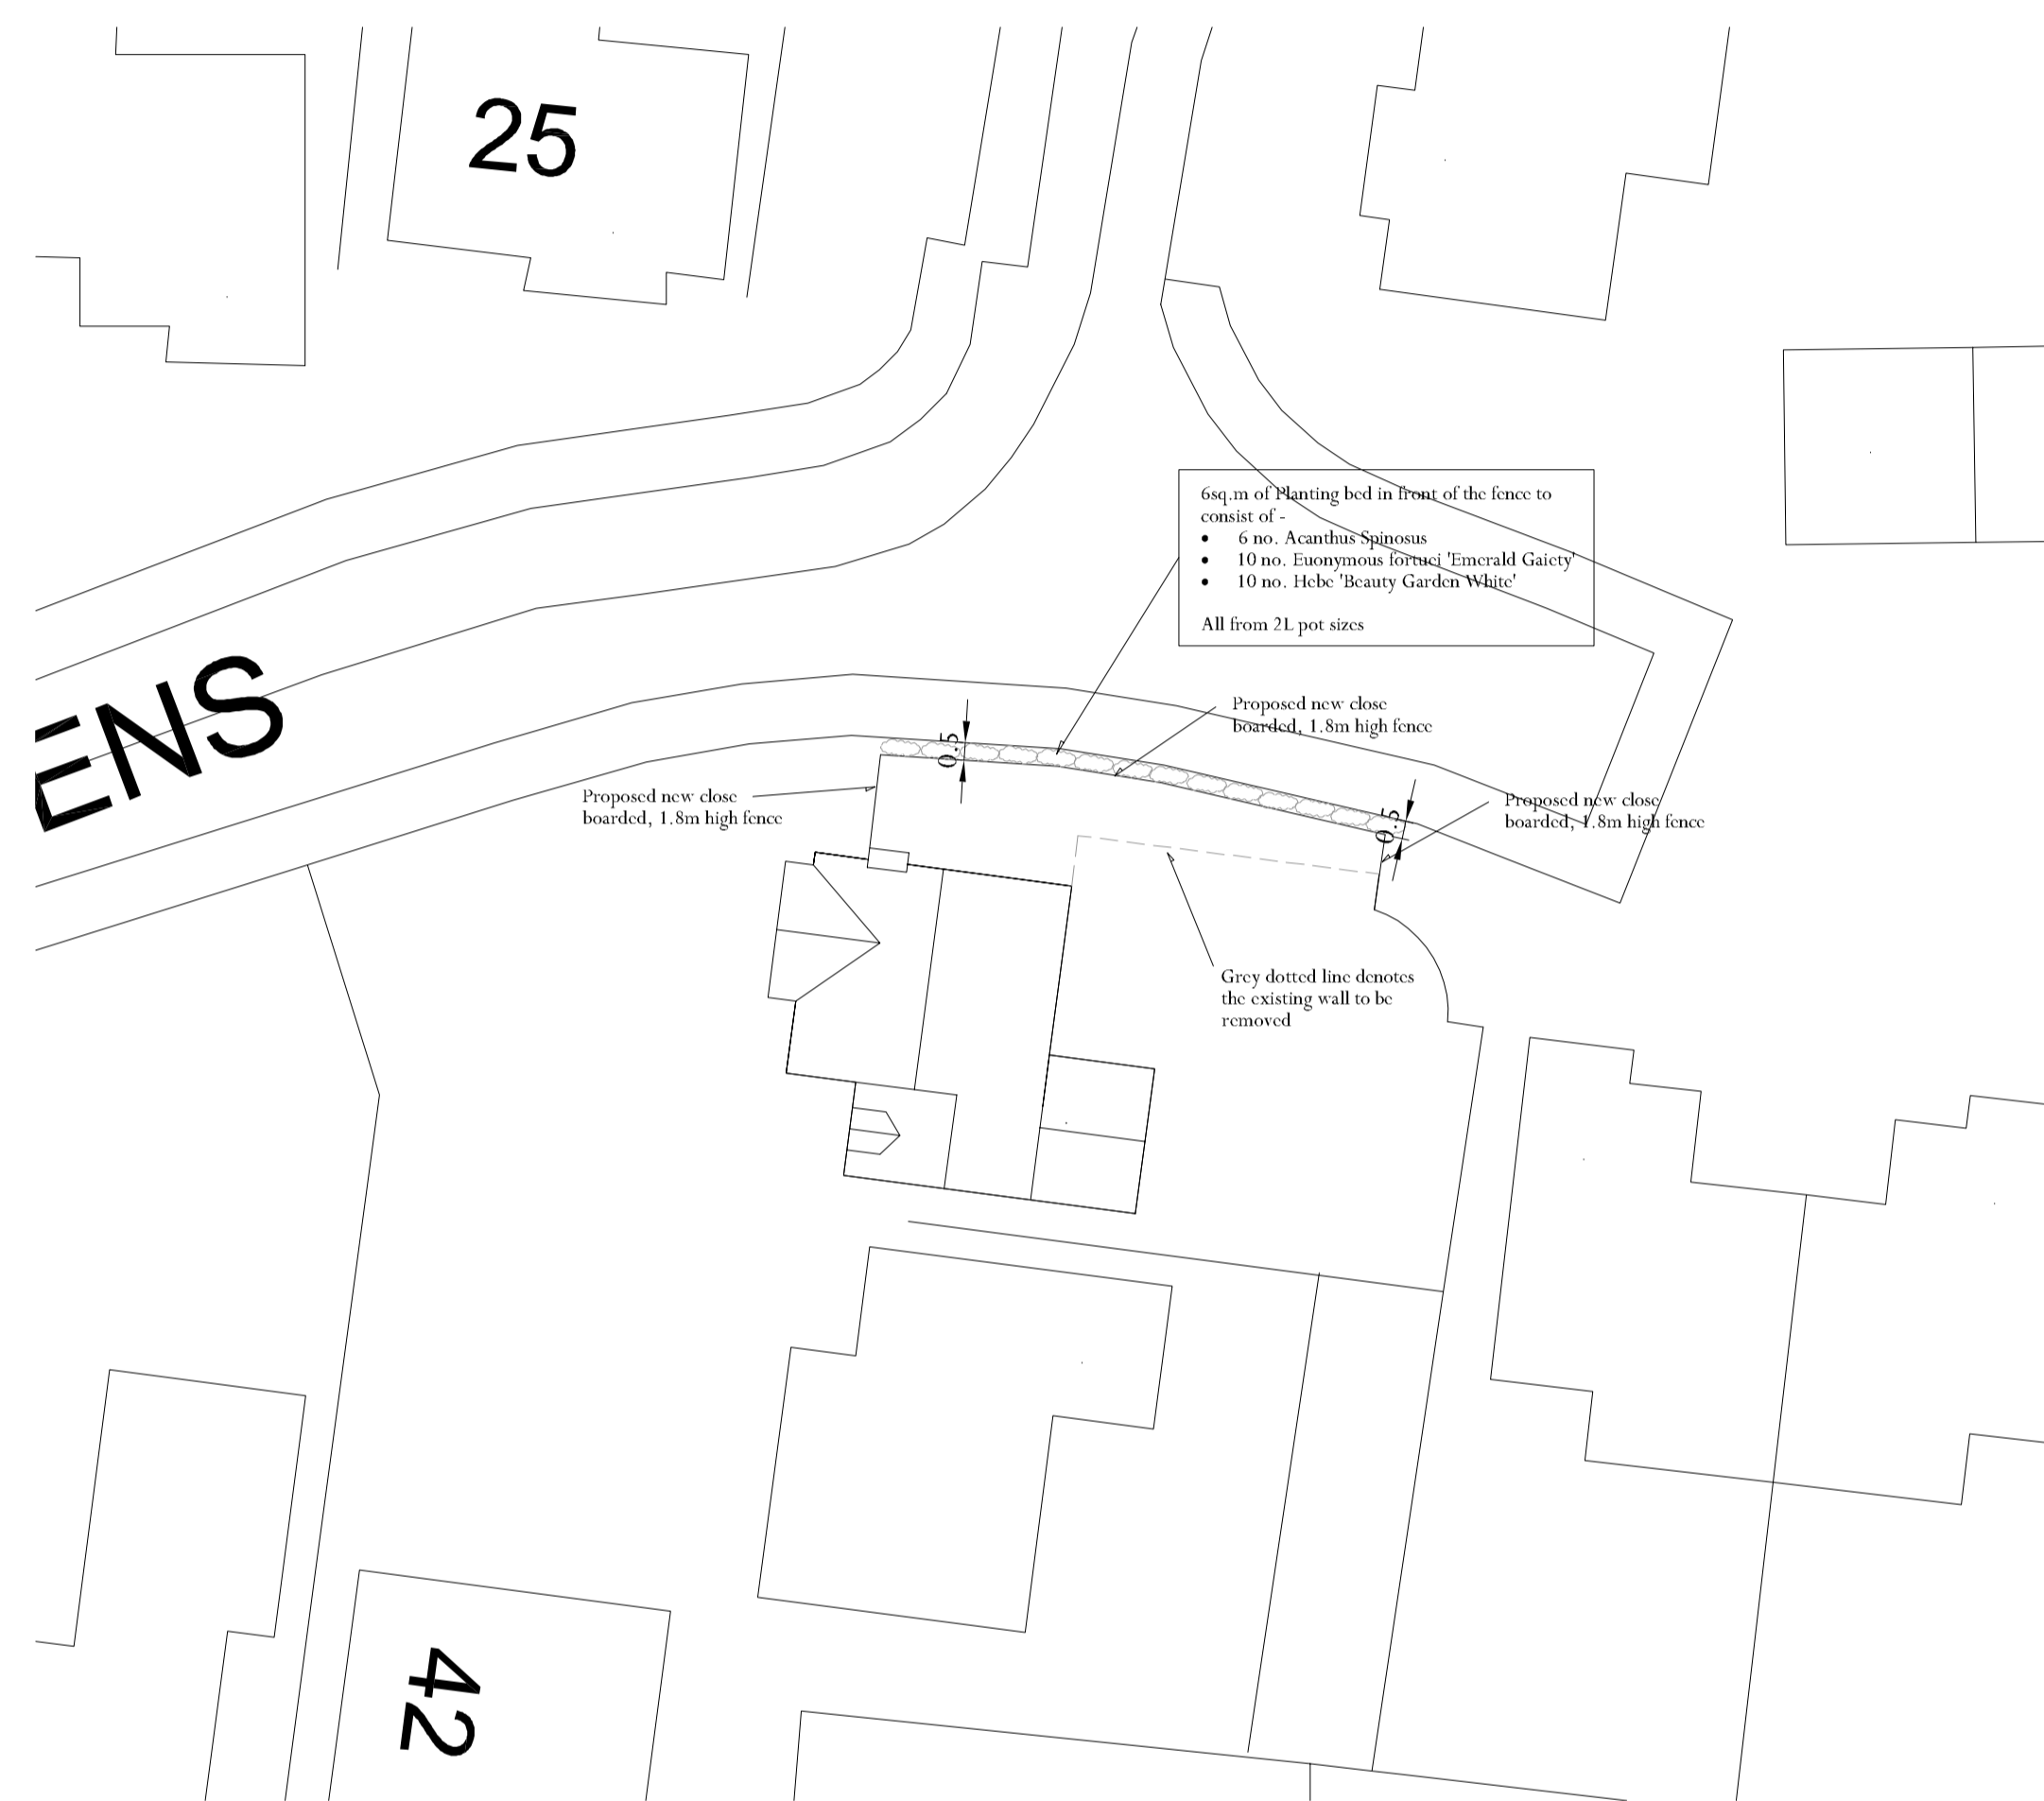 25
6sq.m of Planting bed in front of the fence to
consist of -
• 6 no. Acanthus Spinosus
• 10 no. Euonymous fortuei 'Emerald Gaiety'
• 10 no. Hebe 'Beauty Garden White'
All from 2L pot sizes
ENS
Proposed new close
boarded, 1.8m high fence
0.5
Proposed new close
boarded, 1.8m high fence
Proposed new close
boarded, 1.8m high fence
0.5
Grey dotted line denotes
the existing wall to be
removed
42